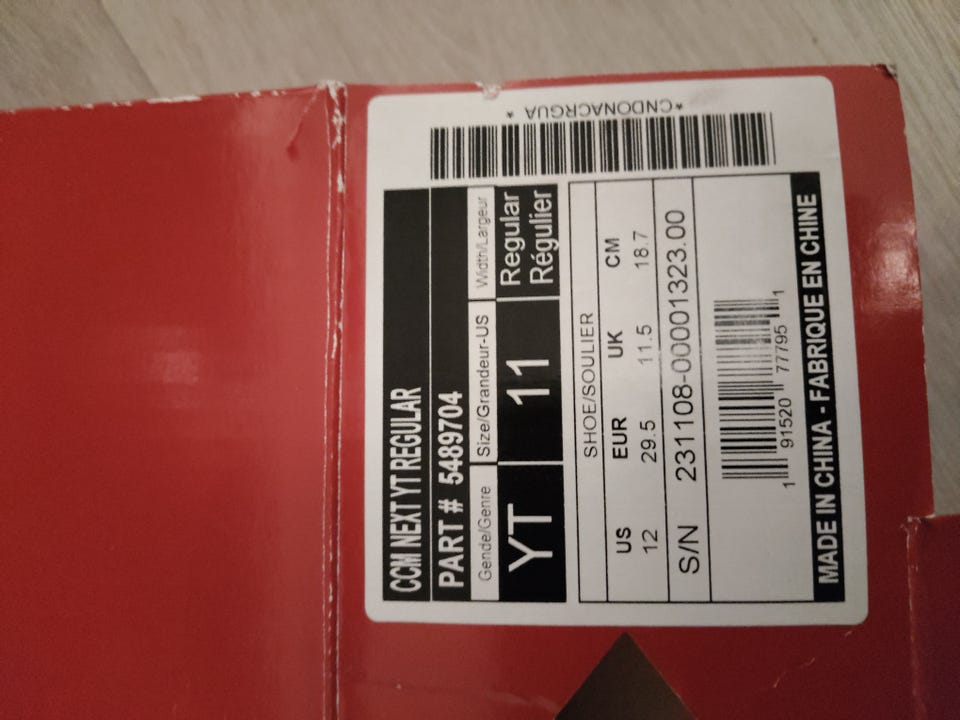 CCM NEXT YT REGULAR
PART # 5489704
Gende/Genre Size/Grandeur-US Width/Largeur
YT 11 Regular
Régulier
SHOE/SOULIER
US EUR UK CM
12 29.5 11.5 18.7
S/N 231108-00001323.00
1 91520 77795 1
MADE IN CHINA - FABRIQUE EN CHINE
*CNDONACRGUA *